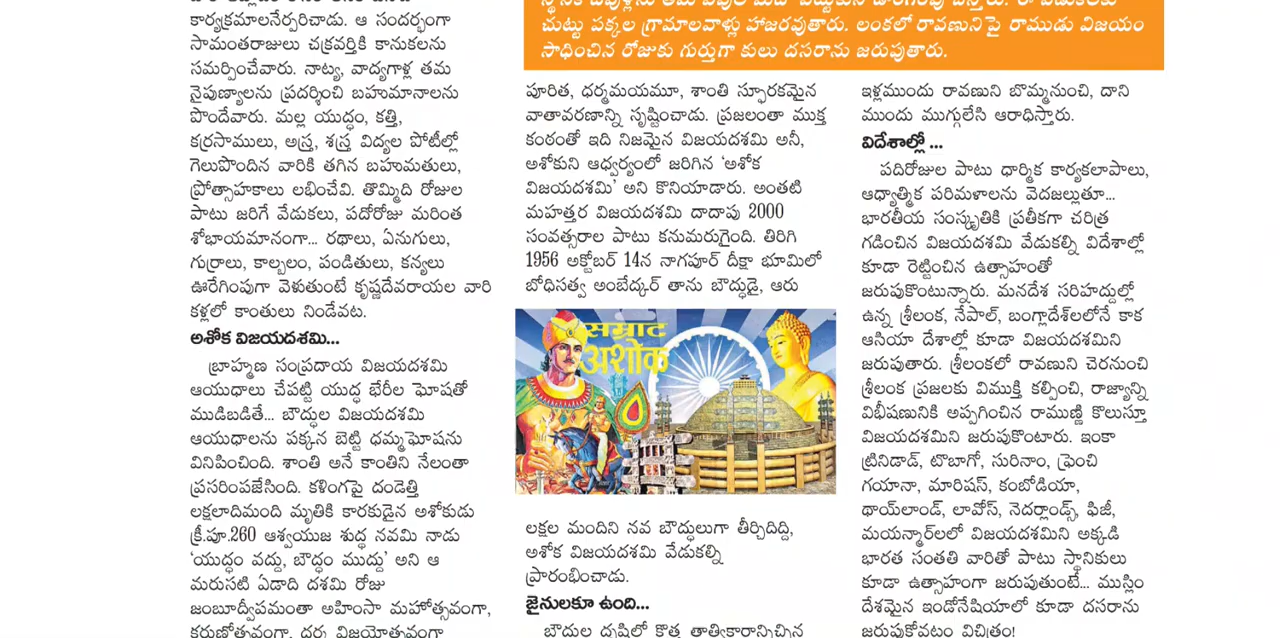 కార్యక్రమాలనేర్పరిచాడు. ఆ సందర్భంగా
సామంతరాజులు చక్రవర్తికి కానుకలను
సమర్పించేవారు. నాట్య, వాద్యగాళ్ల తమ
నైపుణ్యాలను ప్రదర్శించి బహుమానాలను
పొందేవారు. మల్ల యుద్ధం, కత్తి,
కర్రసాములు, అస్త్ర, శస్త్ర విద్యల పోటీల్లో
గెలుపొందిన వారికి తగిన బహుమతులు,
ప్రోత్సాహకాలు లభించేవి. తొమ్మిది రోజుల
పాటు జరిగే వేడుకలు, పదోరోజు మరింత
శోభాయమానంగా... రథాలు, ఏనుగులు,
గుర్రాలు, కాల్బలం, పండితులు, కన్యలు
ఊరేగింపుగా వెళుతుంటే కృష్ణదేవరాయల వారి
కళ్లలో కాంతులు నిండేవట.
అశోక విజయదశమి...
బ్రాహ్మణ సంప్రదాయ విజయదశమి
ఆయుధాలు చేపట్టి యుద్ధ భేరీల ఘోషతో
ముడిబడితే... బౌద్ధుల విజయదశమి
ఆయుధాలను పక్కన బెట్టి ధమ్మఘోషను
వినిపించింది. శాంతి అనే కాంతిని నేలంతా
ప్రసరింపజేసింది. కళింగపై దండెత్తి
లక్షలాదిమంది మృతికి కారకుడైన అశోకుడు
క్రీ.పూ.260 ఆశ్వయుజ శుద్ధ నవమి నాడు
'యుద్ధం వద్దు, బౌద్ధం ముద్దు' అని ఆ
మరుసటి ఏడాది దశమి రోజు
జంబూద్వీపమంతా అహింసా మహోత్సవంగా,
కరుణోత్సవంగా, ధర్మ విజయోత్సవంగా
చుట్టు పక్కల గ్రామాలవాళ్లు హాజరవుతారు. లంకలో రావణునిపై రాముడు విజయం
సాధించిన రోజుకు గుర్తుగా కులు దసరాను జరుపుతారు.
పూరిత, ధర్మమయమూ, శాంతి స్ఫూరకమైన
వాతావరణాన్ని సృష్టించాడు. ప్రజలంతా ముక్త
కంఠంతో ఇది నిజమైన విజయదశమి అనీ,
అశోకుని ఆధ్వర్యంలో జరిగిన 'అశోక
విజయదశమి' అని కొనియాడారు. అంతటి
మహత్తర విజయదశమి దాదాపు 2000
సంవత్సరాల పాటు కనుమరుగైంది. తిరిగి
1956 అక్టోబర్ 14న నాగపూర్ దీక్షా భూమిలో
బోధిసత్వ అంబేద్కర్ తాను బౌద్ధుడై, ఆరు
सम्राट
अशोक
లక్షల మందిని నవ బౌద్ధులుగా తీర్చిదిద్ది,
అశోక విజయదశమి వేడుకల్ని
ప్రారంభించాడు.
జైనులకూ ఉంది...
బౌద్ధుల దృష్టిలో కొత్త తాత్వికారాన్నిచ్చిన
ఇళ్లముందు రావణుని బొమ్మనుంచి, దాని
ముందు ముగ్గులేసి ఆరాధిస్తారు.
విదేశాల్లో ...
పదిరోజుల పాటు ధార్మిక కార్యకలాపాలు,
ఆధ్యాత్మిక పరిమళాలను వెదజల్లుతూ...
భారతీయ సంస్కృతికి ప్రతీకగా చరిత్ర
గడించిన విజయదశమి వేడుకల్ని విదేశాల్లో
కూడా రెట్టించిన ఉత్సాహంతో
జరుపుకొంటున్నారు. మనదేశ సరిహద్దుల్లో
ఉన్న శ్రీలంక, నేపాల్, బంగ్లాదేశ్‌లలోనే కాక
ఆసియా దేశాల్లో కూడా విజయదశమిని
జరుపుతారు. శ్రీలంకలో రావణుని చెరనుంచి
శ్రీలంక ప్రజలకు విముక్తి కల్పించి, రాజ్యాన్ని
విభీషణునికి అప్పగించిన రాముణ్ణి కొలుస్తూ
విజయదశమిని జరుపుకొంటారు. ఇంకా
ట్రినిడాడ్, టొబాగో, సురినాం, ఫ్రెంచి
గయానా, మారిషస్, కంబోడియా,
థాయ్‌లాండ్, లావోస్, నెదర్లాండ్స్, ఫిజీ,
మయన్మార్‌లలో విజయదశమిని అక్కడి
భారత సంతతి వారితో పాటు స్థానికులు
కూడా ఉత్సాహంగా జరుపుతుంటే... ముస్లిం
దేశమైన ఇండోనేషియాలో కూడా దసరాను
జరుపుకోవటం విచిత్రం!